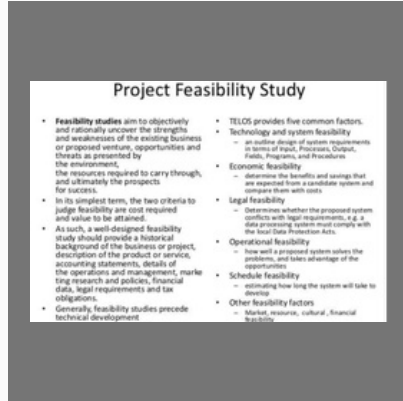 Project Feasibility Study
• Feasibility studies aim to objectively
and rationally uncover the strengths
and weaknesses of the existing business
or proposed venture, opportunities and
threats as presented by
the environment,
the resources required to carry through,
and ultimately the prospects
for success.
• In its simplest term, the two criteria to
judge feasibility are cost required
and value to be attained.
• As such, a well-designed feasibility
study should provide a historical
background of the business or project,
description of the product or service,
accounting statements, details of
the operations and management, marke
ting research and policies, financial
data, legal requirements and tax
obligations.
• Generally, feasibility studies precede
technical development
• TELOS provides five common factors.
• Technology and system feasibility
– an outline design of system requirements
in terms of Input, Processes, Output,
Fields, Programs, and Procedures
• Economic feasibility
– determine the benefits and savings that
are expected from a candidate system and
compare them with costs
• Legal feasibility
– Determines whether the proposed system
conflicts with legal requirements, e.g. a
data processing system must comply with
the local Data Protection Acts.
• Operational feasibility
– how well a proposed system solves the
problems, and takes advantage of the
opportunities
• Schedule feasibility
– estimating how long the system will take to
develop
• Other feasibility factors
– Market, resource, cultural , financial
feasibility